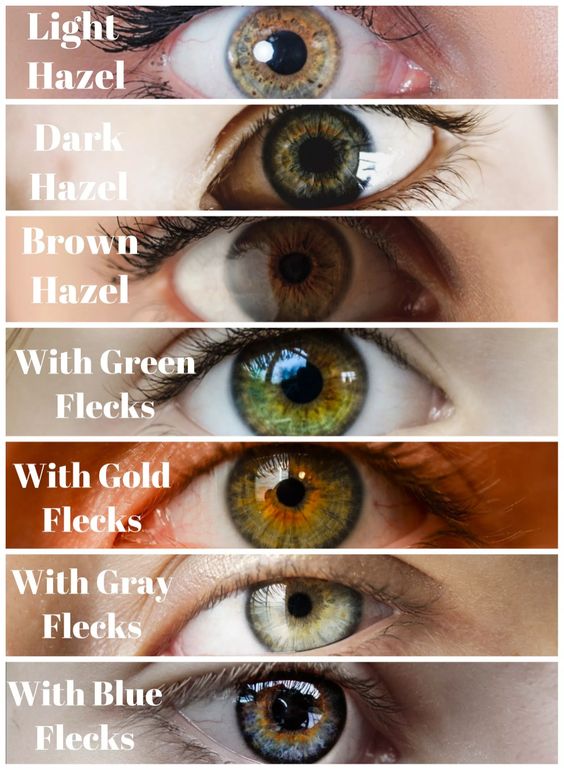 Light
Hazel
Dark
Hazel
Brown
Hazel
With Green
Flecks
With Gold
Flecks
With Gray
Flecks
With Blue
Flecks